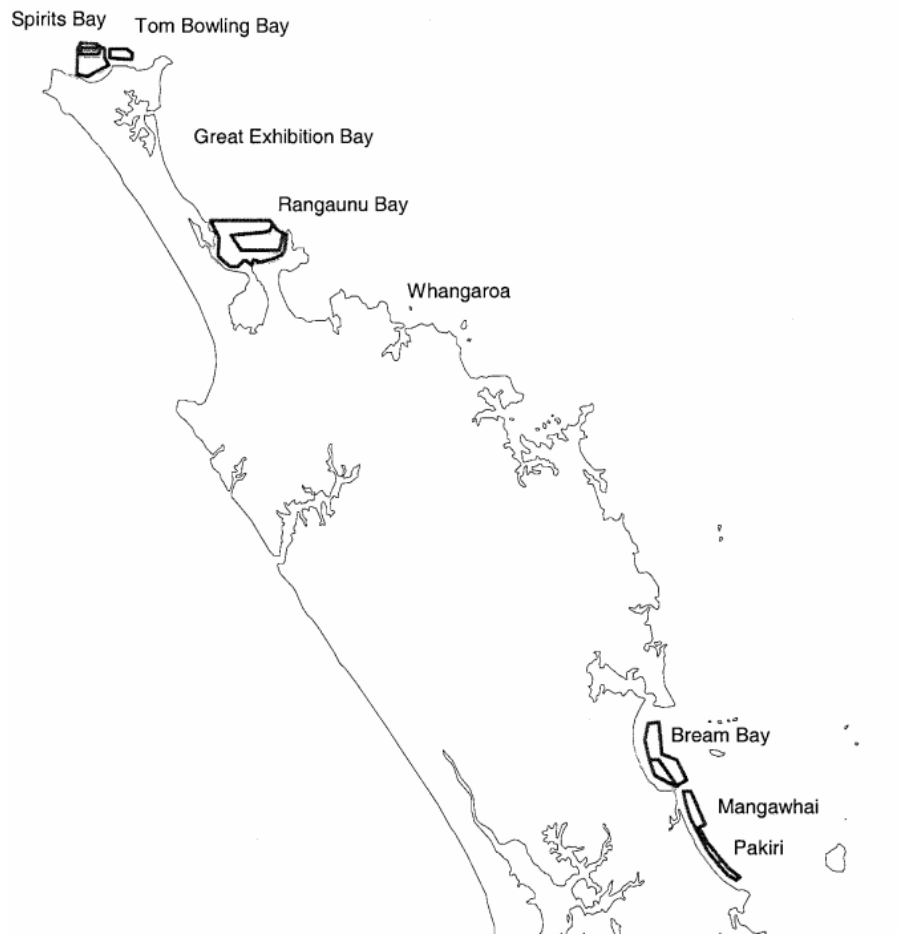 Spirits Bay
Tom Bowling Bay
Great Exhibition Bay
Rangaunu Bay
Whangaroa
Bream Bay
Mangawhai
Pakiri